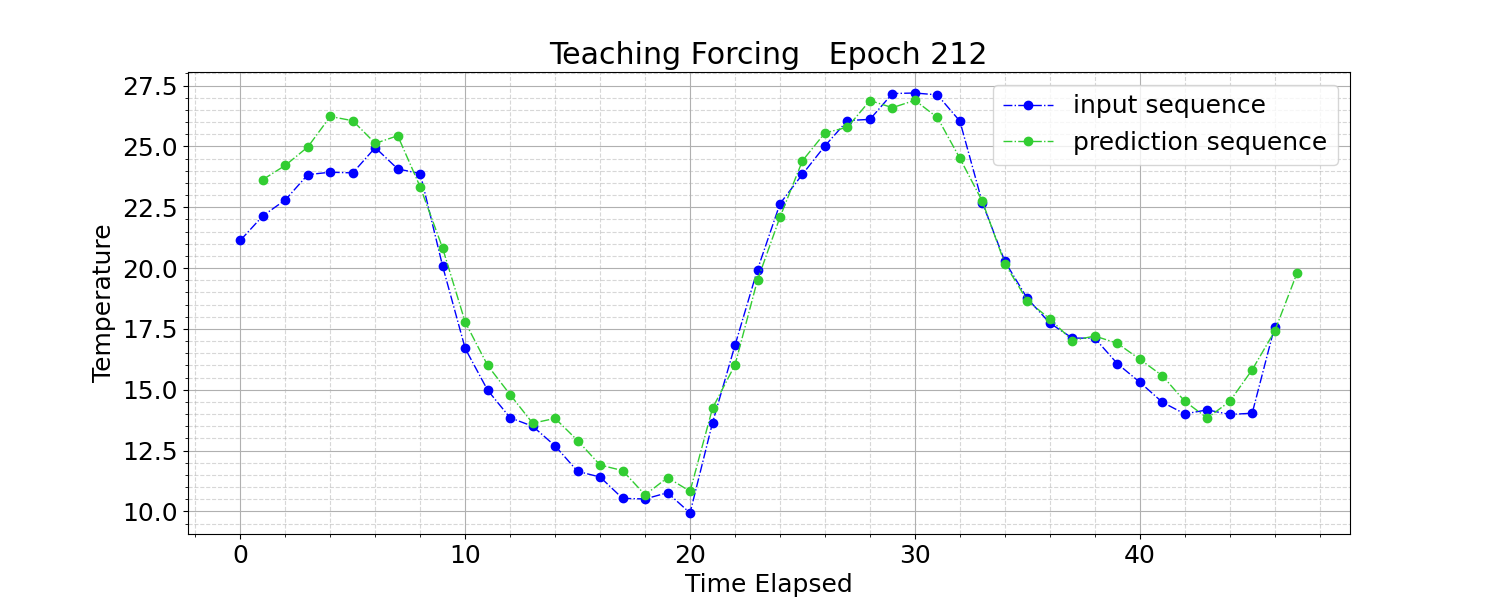 Teaching Forcing   Epoch 212
27.5
25.0
22.5
20.0
17.5
15.0
12.5
10.0
Temperature
input sequence
prediction sequence
0 10 20 30 40
Time Elapsed